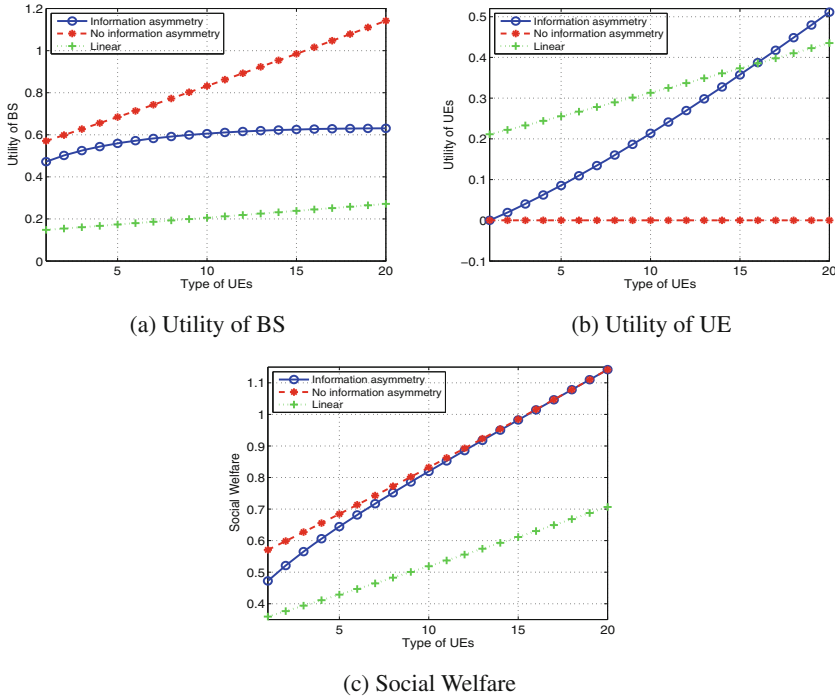 1.2
1
0.8
0.6
0.4
0.2
0
Utility of BS
Information asymmetry
No information asymmetry
Linear
5
10
15
20
Type of UEs
(a) Utility of BS
0.5
0.4
0.3
0.2
0.1
0
−0.1
Utility of UEs
Information asymmetry
No information asymmetry
Linear
5
10
15
20
Type of UEs
(b) Utility of UE
1.1
1
0.9
0.8
0.7
0.6
0.5
0.4
Social Welfare
Information asymmetry
No information asymmetry
Linear
5
10
15
20
Type of UEs
(c) Social Welfare